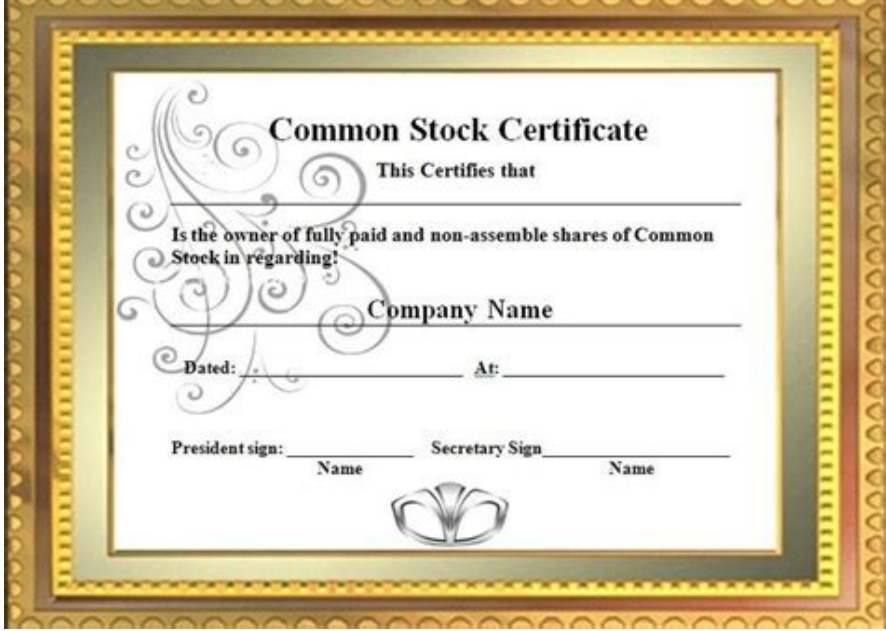 Common Stock Certificate
This Certifies that
Is the owner of fully paid and non-assemble shares of Common
Stock in regarding!
Company Name
Dated: At:
President sign: Secretary Sign
Name Name